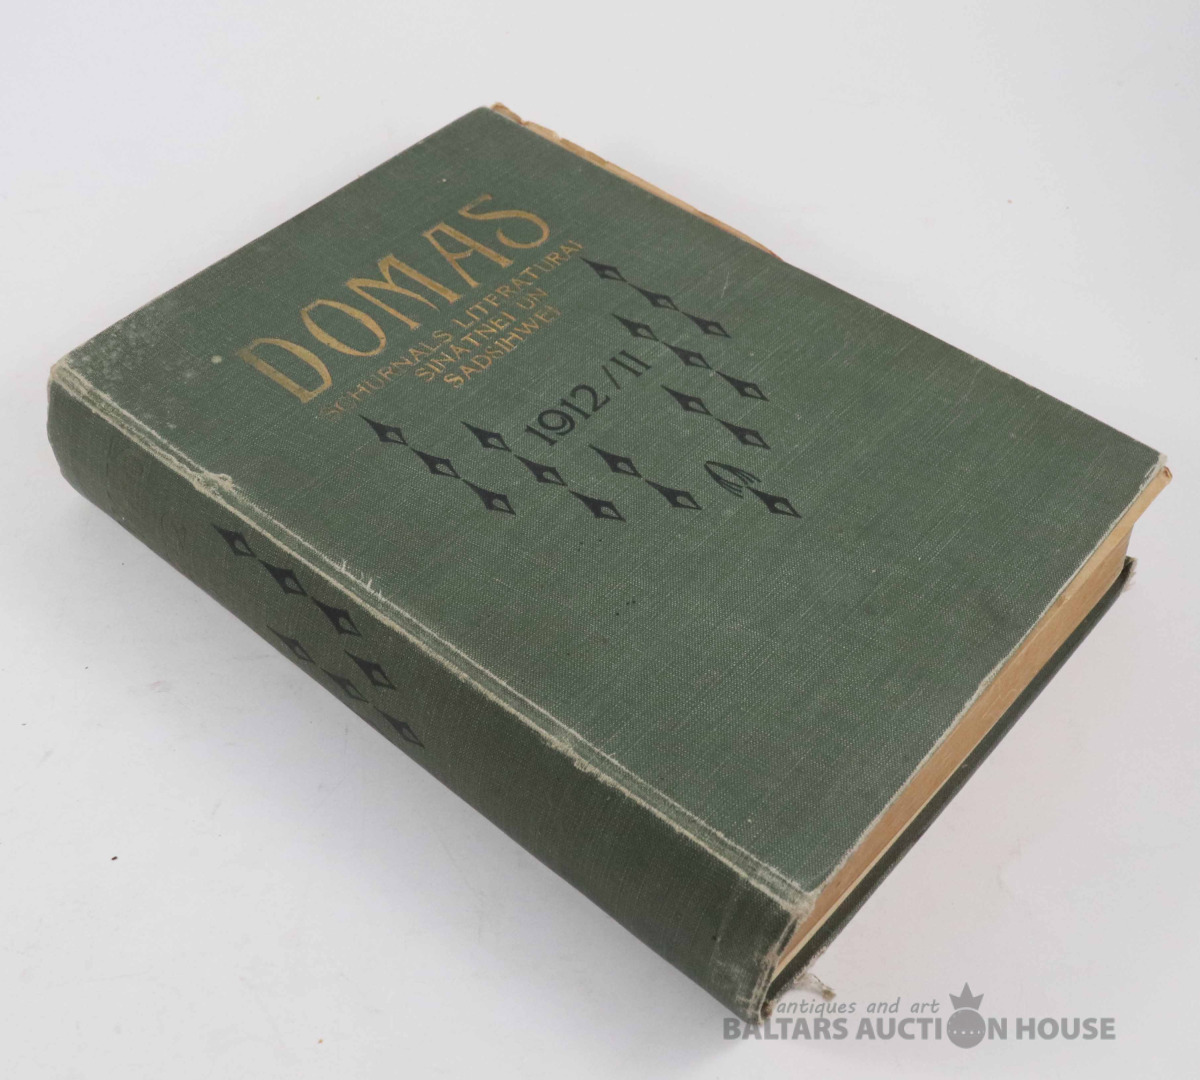 DOMAS
SCHURNALS LITERATURAI
SINATNEI UN
SADSIHWEI
1912/II
antiques and art
BALTARS AUCTION HOUSE